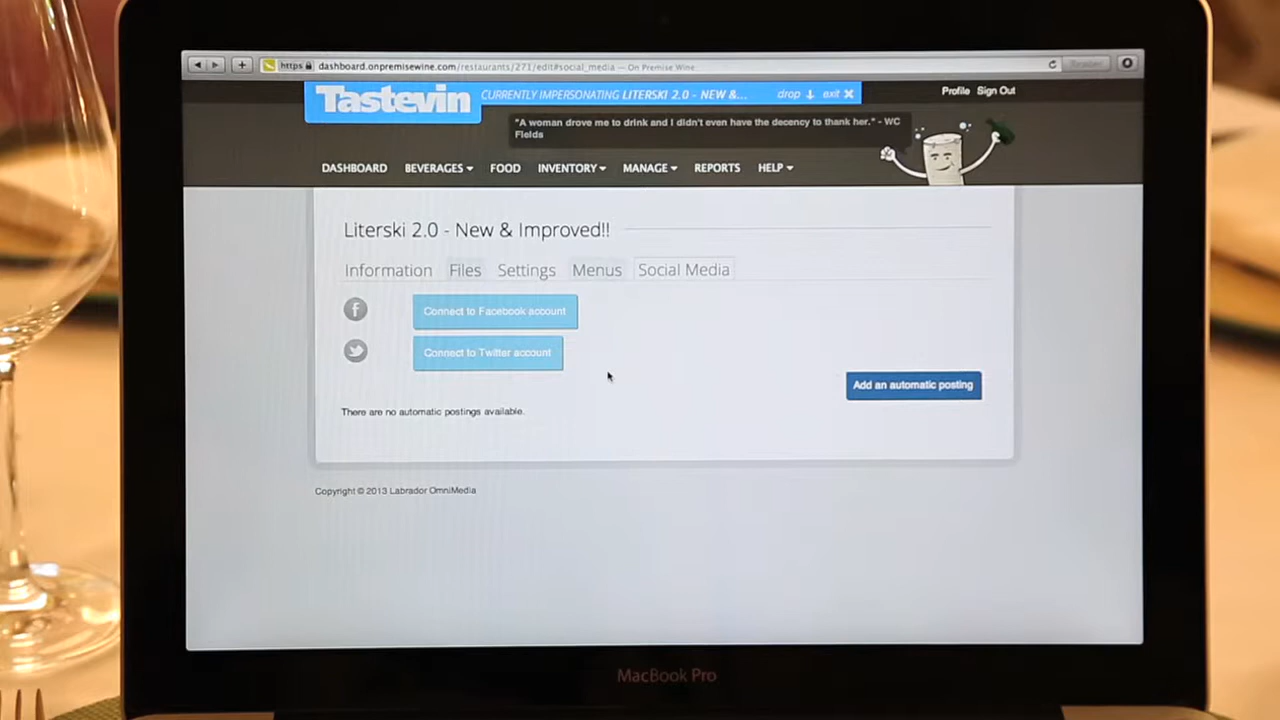 https dashboard.onpremisewine.com/restaurants/271/edit#social_media — On Premise Wine
Reader
Tastevin CURRENTLY IMPERSONATING LITERSKI 2.0 - NEW &... drop ↓ exit ✖
Profile Sign Out
"A woman drove me to drink and I didn't even have the decency to thank her." - WC
Fields
DASHBOARD BEVERAGES FOOD INVENTORY MANAGE REPORTS HELP
Literski 2.0 - New & Improved!!
Information Files Settings Menus Social Media
f Connect to Facebook account
Connect to Twitter account
Add an automatic posting
There are no automatic postings available.
Copyright © 2013 Labrador OmniMedia
MacBook Pro